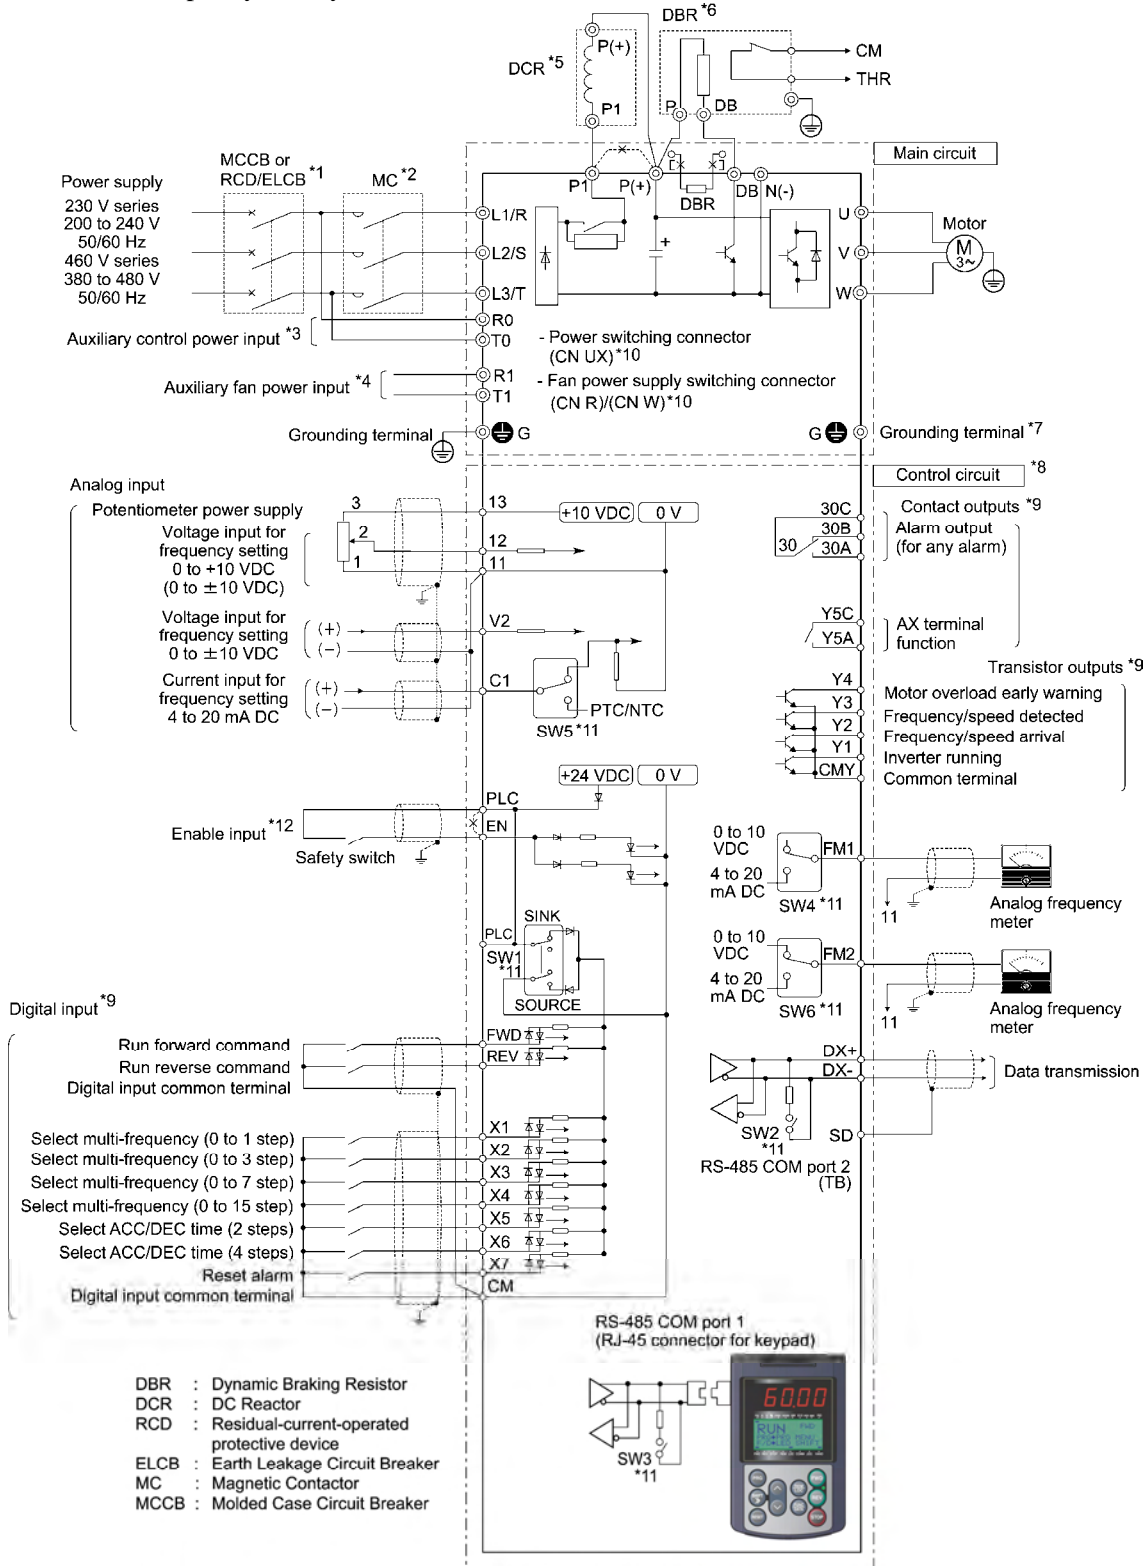 DBR *6
P(+)
DCR *5
P1
CM
THR
P
DB
Main circuit
MCCB or
RCD/ELCB *1
MC *2
Power supply
230 V series
200 to 240 V
50/60 Hz
460 V series
380 to 480 V
50/60 Hz
P1
P(+)
DBR
DB
N(-)
L1/R
L2/S
L3/T
R0
T0
+
U
V
W
Motor
M
3~
Auxiliary control power input *3
- Power switching connector
(CN UX) *10
Auxiliary fan power input *4
R1
T1
- Fan power supply switching connector
(CN R)/(CN W) *10
Grounding terminal
G
G
Grounding terminal *7
Control circuit *8
Analog input
Potentiometer power supply
Voltage input for
frequency setting
0 to +10 VDC
(0 to ±10 VDC)
3
2
1
13
12
11
+10 VDC
0 V
Contact outputs *9
30C
30B
30
30A
Alarm output
(for any alarm)
Voltage input for
frequency setting
0 to ±10 VDC
(+)
(-)
V2
Y5C
Y5A
AX terminal
function
Current input for
frequency setting
4 to 20 mA DC
(+)
(-)
C1
PTC/NTC
SW5 *11
Transistor outputs *9
Y4
Motor overload early warning
Y3
Frequency/speed detected
Y2
Frequency/speed arrival
Y1
Inverter running
CMY
Common terminal
+24 VDC
0 V
PLC
EN
Enable input *12
Safety switch
0 to 10
VDC
4 to 20
mA DC
FM1
SW4 *11
11
Analog frequency
meter
SINK
PLC
SW1
*11
SOURCE
0 to 10
VDC
4 to 20
mA DC
FM2
SW6 *11
11
Analog frequency
meter
Digital input *9
Run forward command
Run reverse command
Digital input common terminal
FWD
REV
DX+
DX-
Data transmission
SW2
*11
SD
RS-485 COM port 2
(TB)
Select multi-frequency (0 to 1 step)
Select multi-frequency (0 to 3 step)
Select multi-frequency (0 to 7 step)
Select multi-frequency (0 to 15 step)
Select ACC/DEC time (2 steps)
Select ACC/DEC time (4 steps)
Reset alarm
Digital input common terminal
X1
X2
X3
X4
X5
X6
X7
CM
RS-485 COM port 1
(RJ-45 connector for keypad)
SW3
*11
60.00
RUN FWD
DBR : Dynamic Braking Resistor
DCR : DC Reactor
RCD : Residual-current-operated
protective device
ELCB : Earth Leakage Circuit Breaker
MC : Magnetic Contactor
MCCB : Molded Case Circuit Breaker